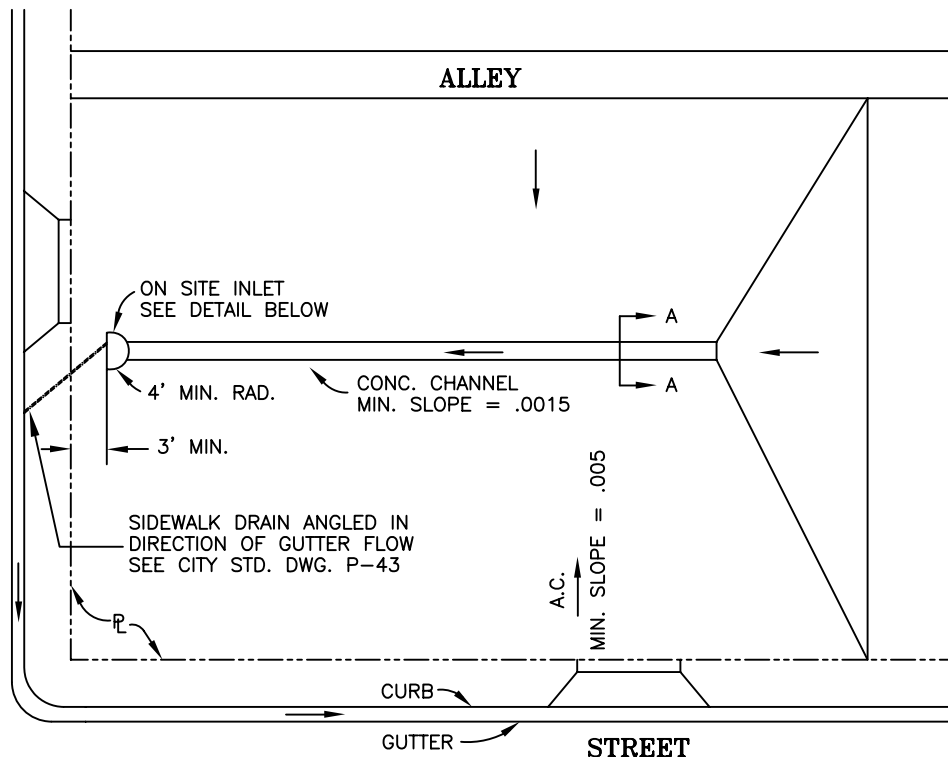 ALLEY
ON SITE INLET
SEE DETAIL BELOW
A
4' MIN. RAD.
CONC. CHANNEL
MIN. SLOPE = .0015
A
3' MIN.
SIDEWALK DRAIN ANGLED IN
DIRECTION OF GUTTER FLOW
SEE CITY STD. DWG. P-43
A.C.
MIN. SLOPE = .005
PL
CURB
GUTTER
STREET